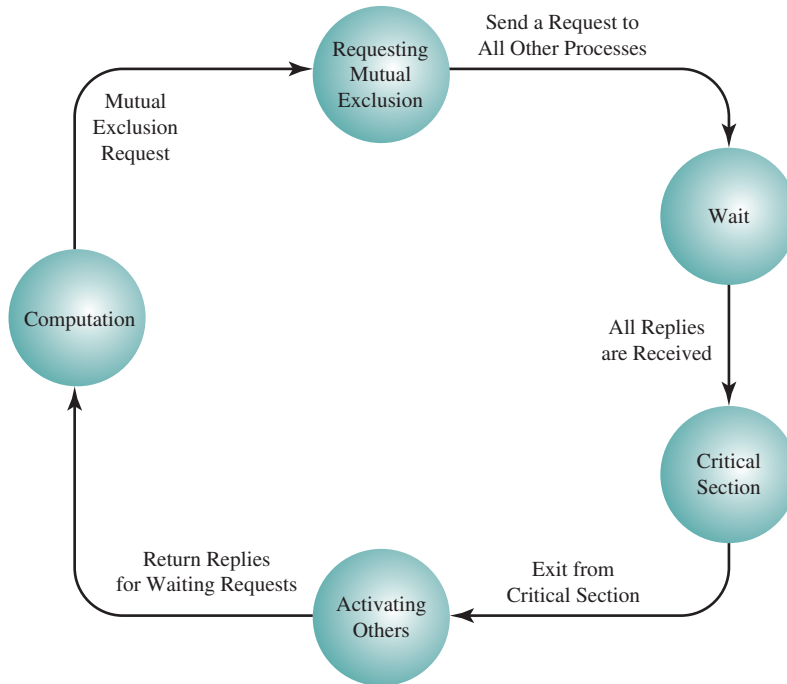 Send a Request to
All Other Processes
Requesting
Mutual
Exclusion
Mutual
Exclusion
Request
Wait
Computation
All Replies
are Received
Critical
Section
Return Replies
for Waiting Requests
Exit from
Critical Section
Activating
Others